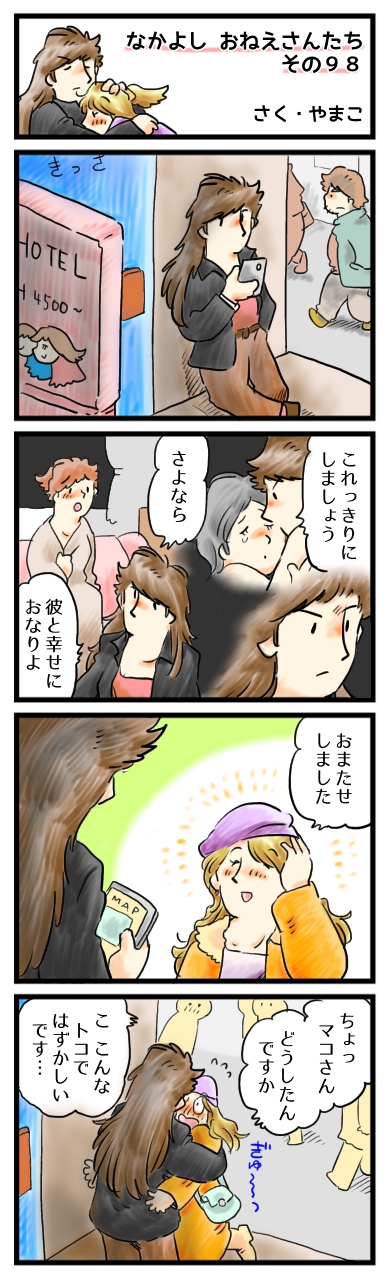 なかよし おねえさんたち
その98
さく・やまこ
きっさ
HOTEL
4500~
これっきりに
しましょう
さよなら
彼と幸せに
おなりよ
おまたせ
しました
MAP
ちょっ
マコさん
どうしたん
ですか
こ こんな
トコで
はずかしい
です…
ぎゅ〜〜っ